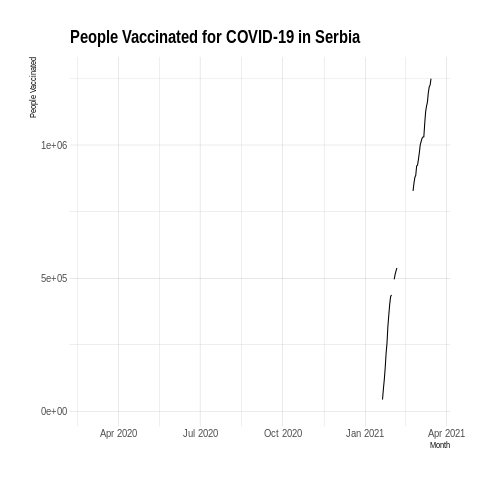 People Vaccinated for COVID-19 in Serbia
People Vaccinated
1e+06
5e+05
0e+00
Apr 2020 Jul 2020 Oct 2020 Jan 2021 Apr 2021
Month